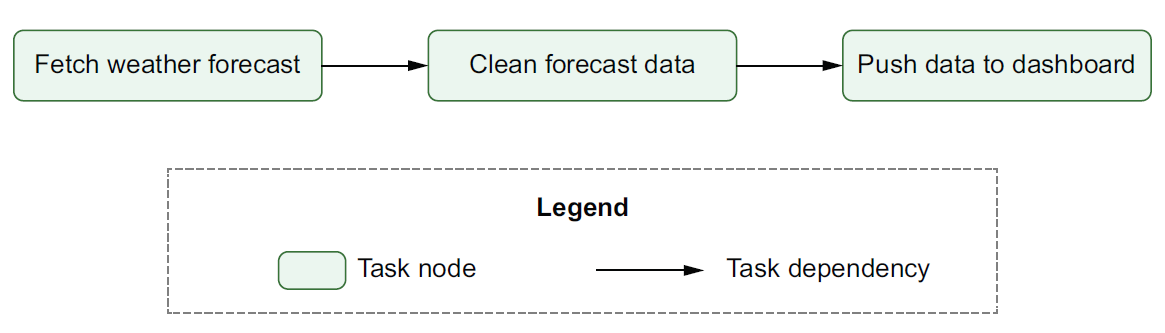 Fetch weather forecast
Clean forecast data
Push data to dashboard
Legend
Task node
Task dependency